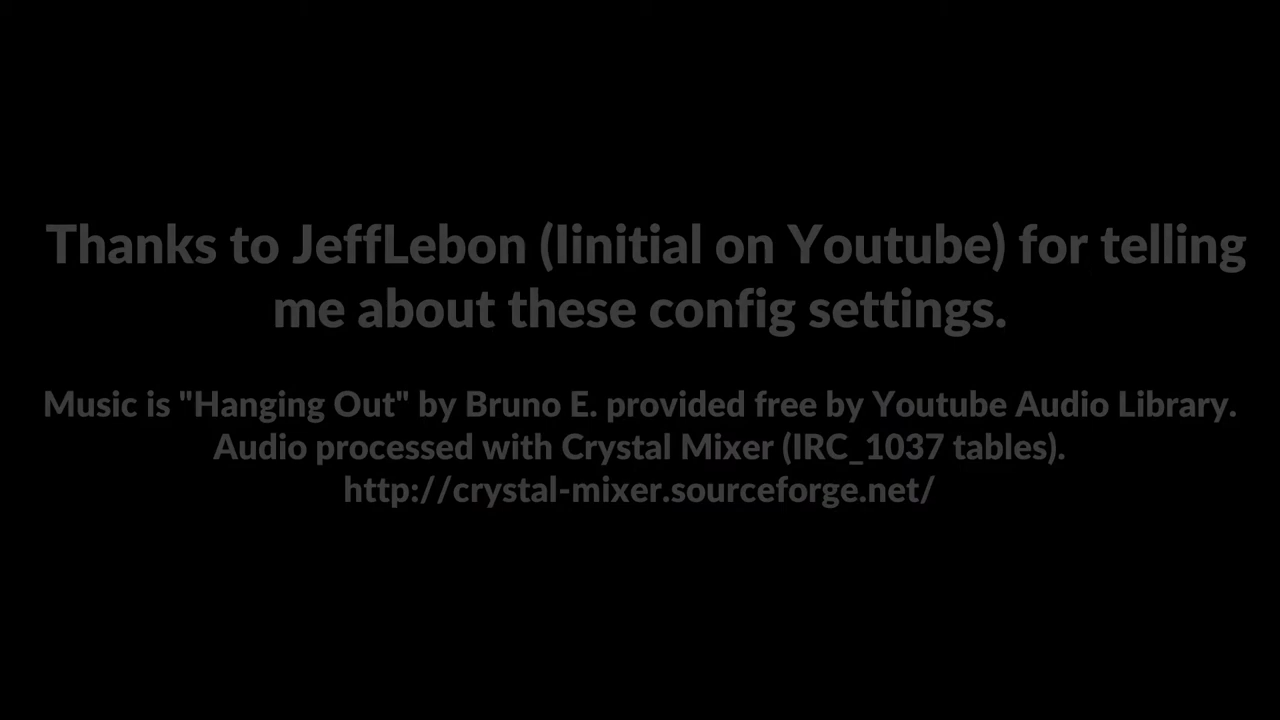 Thanks to JeffLebon (Iinitial on Youtube) for telling
me about these config settings.
Music is "Hanging Out" by Bruno E. provided free by Youtube Audio Library.
Audio processed with Crystal Mixer (IRC_1037 tables).
http://crystal-mixer.sourceforge.net/